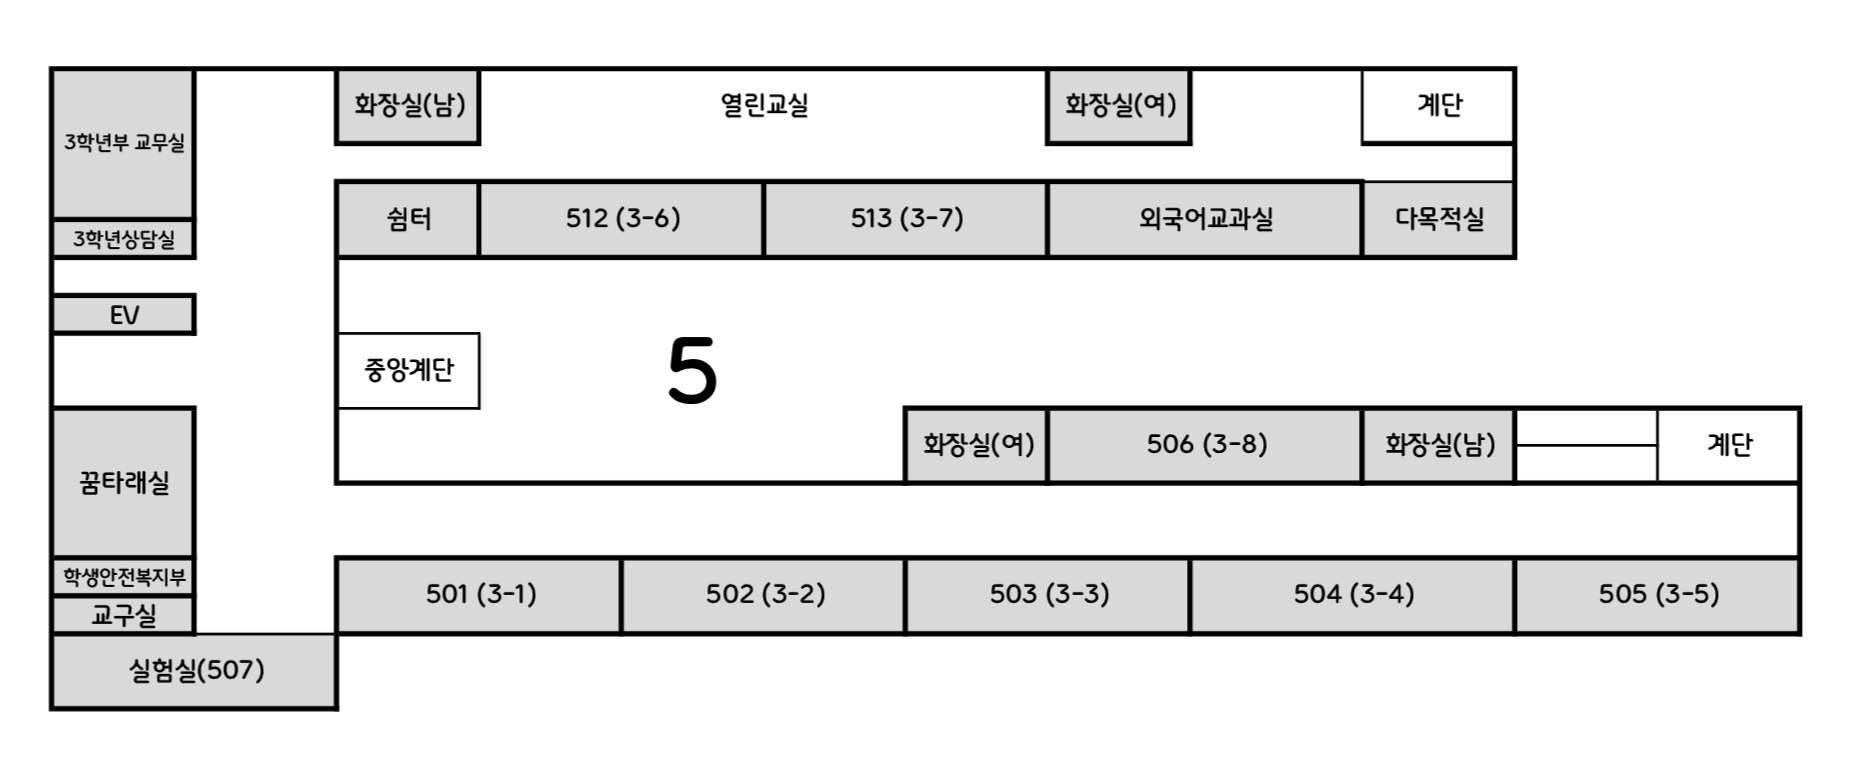 화장실(남)
열린교실
화장실(여)
계단
3학년부 교무실
쉼터
512 (3-6)
513 (3-7)
외국어교과실
다목적실
3학년상담실
EV
중앙계단
5
화장실(여)
506 (3-8)
화장실(남)
계단
꿈타래실
학생안전복지부
501 (3-1)
502 (3-2)
503 (3-3)
504 (3-4)
505 (3-5)
교구실
실험실(507)